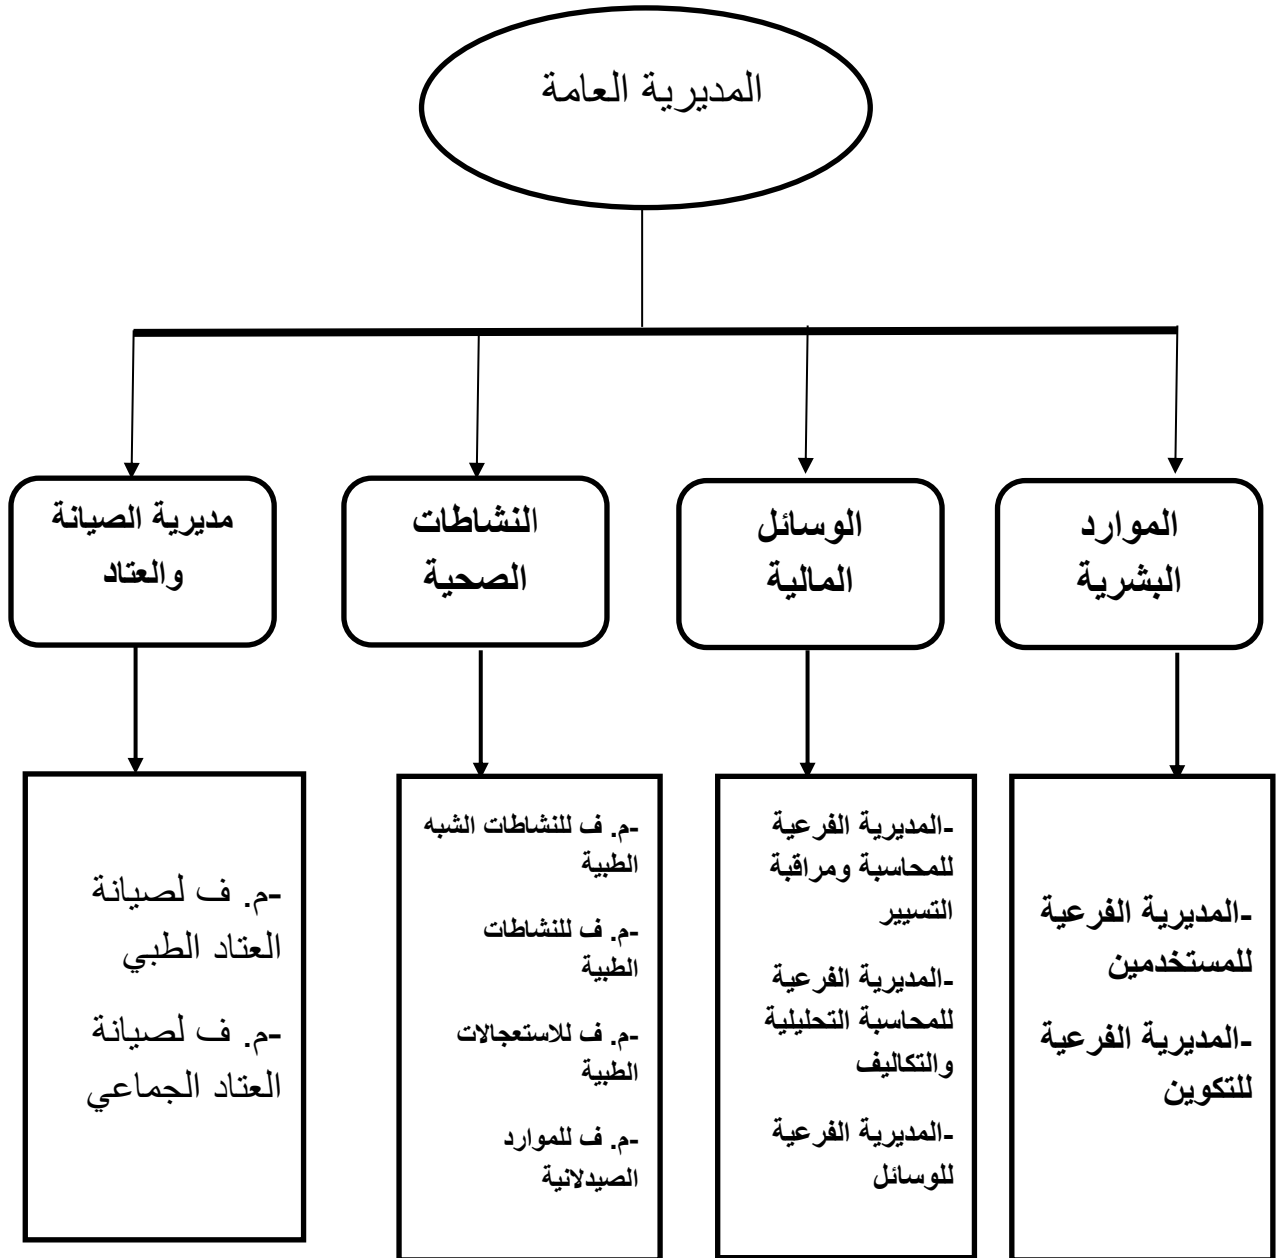 المديرية العامة
الموارد
البشرية
الوسائل
المالية
النشاطات
الصحية
مديرية الصيانة
والعتاد
-المديرية الفرعية
للمستخدمين
-المديرية الفرعية
للتكوين
-المديرية الفرعية
للمحاسبة ومراقبة
التسيير
-المديرية الفرعية
للمحاسبة التحليلية
والتكاليف
-المديرية الفرعية
للوسائل
-م. ف للنشاطات الشبه
الطبية
-م. ف للنشاطات
الطبية
-م. ف للاستعجالات
الطبية
-م. ف للموارد
الصيدلانية
-م. ف لصيانة
العتاد الطبي
-م. ف لصيانة
العتاد الجماعي